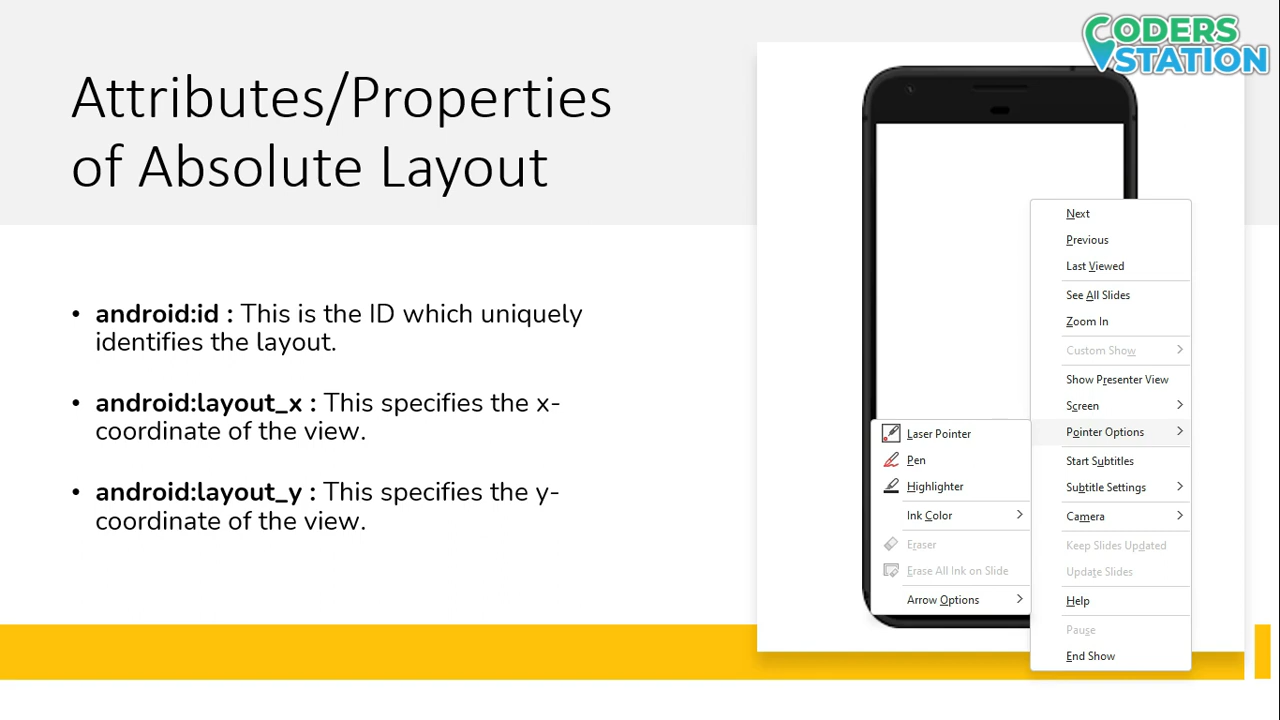 CODERS
STATION
Attributes/Properties
of Absolute Layout
• android:id : This is the ID which uniquely
identifies the layout.
• android:layout_x : This specifies the x-
coordinate of the view.
• android:layout_y : This specifies the y-
coordinate of the view.
Next
Previous
Last Viewed
See All Slides
Zoom In
Custom Show
Show Presenter View
Screen
Pointer Options
Start Subtitles
Subtitle Settings
Camera
Keep Slides Updated
Update Slides
Help
Pause
End Show
Laser Pointer
Pen
Highlighter
Ink Color
Eraser
Erase All Ink on Slide
Arrow Options